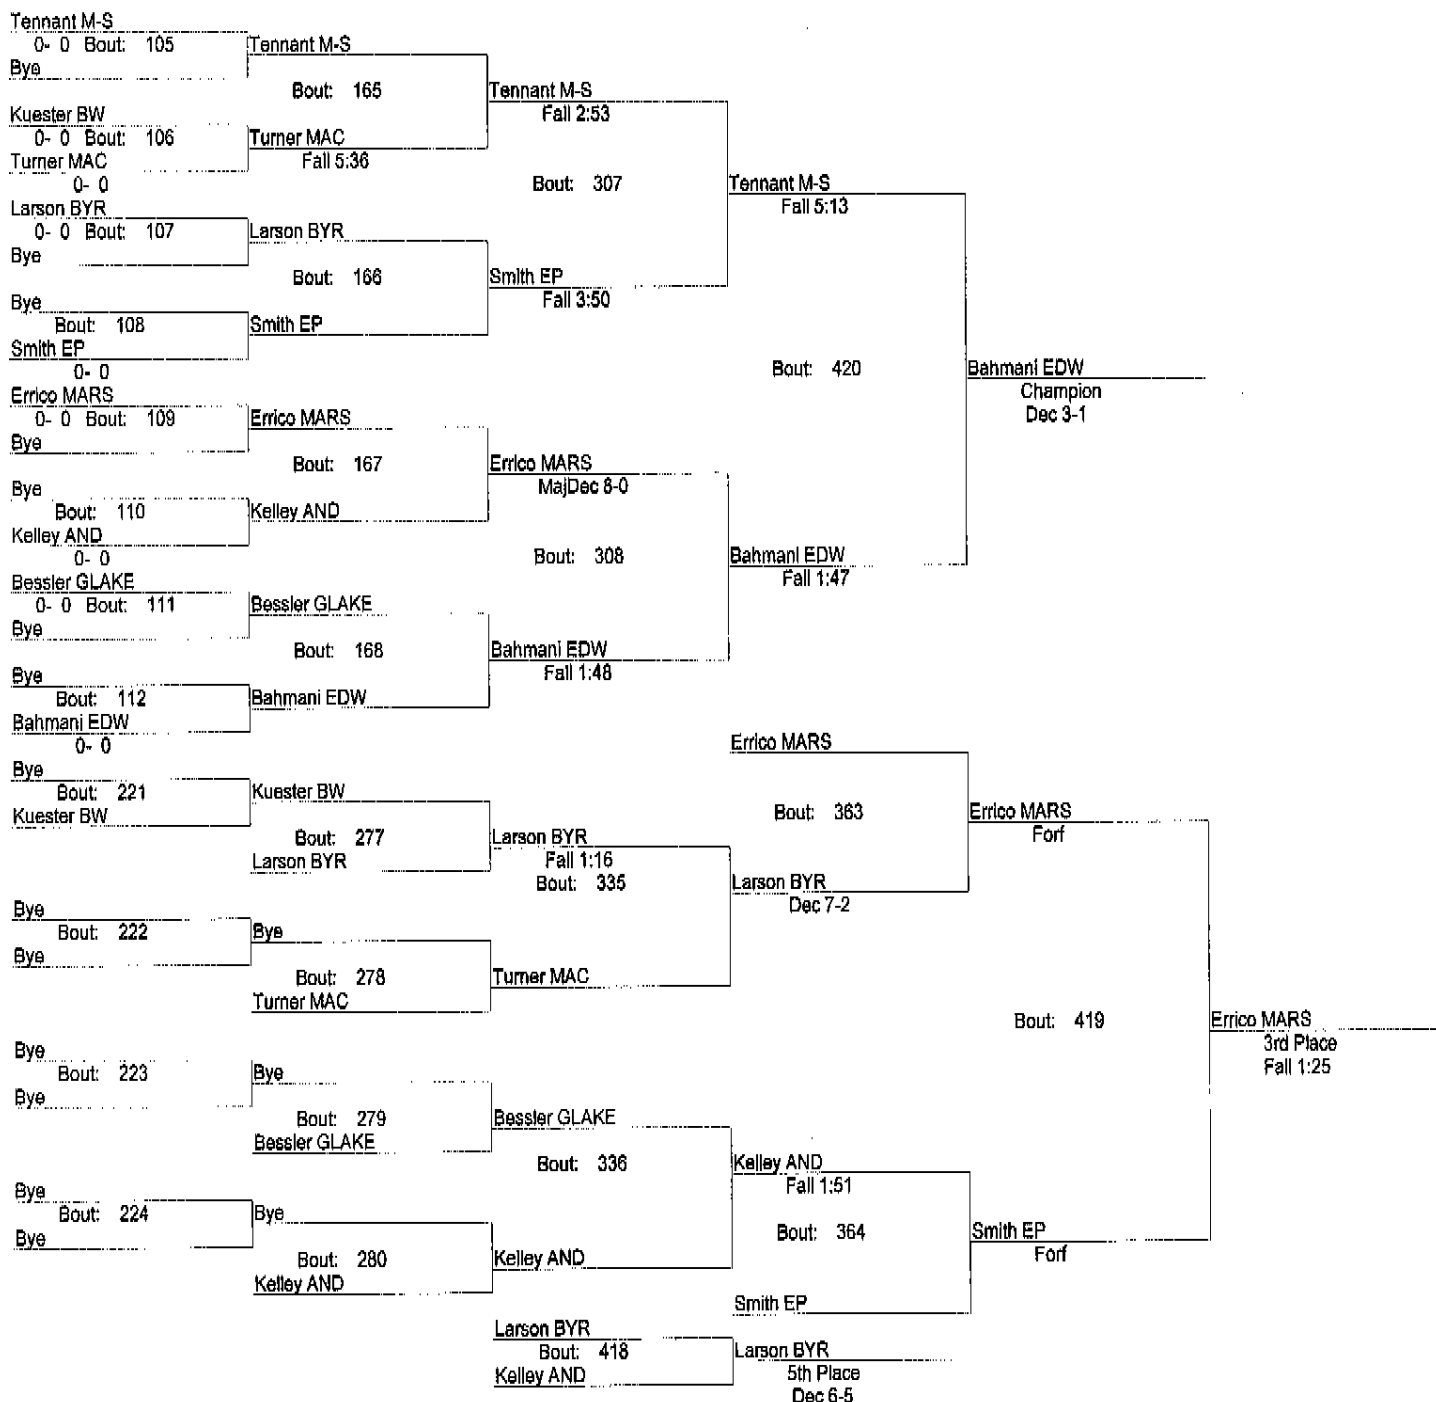 Tennant M-S
0- 0 Bout: 105
Bye
Tennant M-S
Bout: 165
Kuester BW
0- 0 Bout: 106
Turner MAC
0- 0
Turner MAC
Fall 5:36
Tennant M-S
Fall 2:53
Bout: 307
Larson BYR
0- 0 Bout: 107
Bye
Larson BYR
Bout: 166
Bye
Bout: 108
Smith EP
0- 0
Smith EP
Smith EP
Fall 3:50
Tennant M-S
Fall 5:13
Bout: 420
Errico MARS
0- 0 Bout: 109
Bye
Errico MARS
Bout: 167
Bye
Bout: 110
Kelley AND
0- 0
Kelley AND
Errico MARS
MajDec 8-0
Bout: 308
Bessler GLAKE
0- 0 Bout: 111
Bye
Bessler GLAKE
Bout: 168
Bye
Bout: 112
Bahmani EDW
0- 0
Bahmani EDW
Bahmani EDW
Fall 1:48
Bahmani EDW
Fall 1:47
Bahmani EDW
Champion
Dec 3-1
Bye
Bout: 221
Kuester BW
Kuester BW
Bout: 277
Larson BYR
Larson BYR
Fall 1:16
Bout: 335
Bye
Bout: 222
Bye
Bye
Bout: 278
Turner MAC
Turner MAC
Errico MARS
Bout: 363
Larson BYR
Dec 7-2
Errico MARS
Forf
Bout: 419
Bye
Bout: 223
Bye
Bye
Bout: 279
Bessler GLAKE
Bessler GLAKE
Bout: 336
Bye
Bout: 224
Bye
Bye
Bout: 280
Kelley AND
Kelley AND
Kelley AND
Fall 1:51
Bout: 364
Smith EP
Smith EP
Forf
Errico MARS
3rd Place
Fall 1:25
Larson BYR
Bout: 418
Kelley AND
Larson BYR
5th Place
Dec 6-5